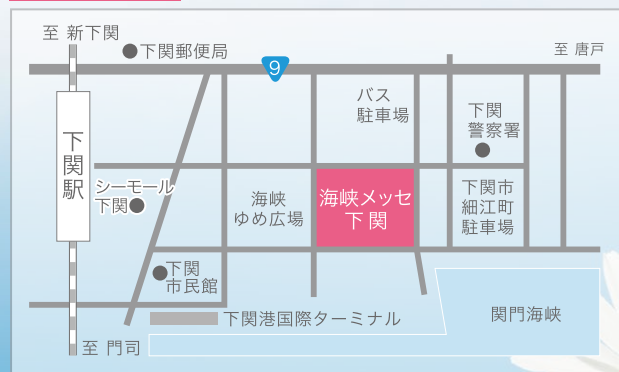 至 新下関
下関郵便局
9
至 唐戸
バス
駐車場
下関
警察署
下関駅
シーモール
下関
海峡
ゆめ広場
海峡メッセ
下関
下関市
細江町
駐車場
下関
市民館
下関港国際ターミナル
関門海峡
至 門司